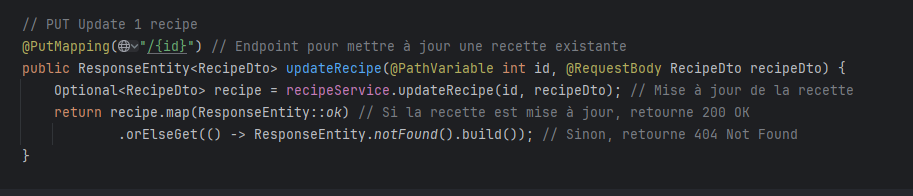 // PUT Update 1 recipe
@PutMapping("/{id}") // Endpoint pour mettre à jour une recette existante
public ResponseEntity<RecipeDto> updateRecipe(@PathVariable int id, @RequestBody RecipeDto recipeDto) {
    Optional<RecipeDto> recipe = recipeService.updateRecipe(id, recipeDto); // Mise à jour de la recette
    return recipe.map(ResponseEntity::ok) // Si la recette est mise à jour, retourne 200 OK
            .orElseGet(() -> ResponseEntity.notFound().build()); // Sinon, retourne 404 Not Found
}